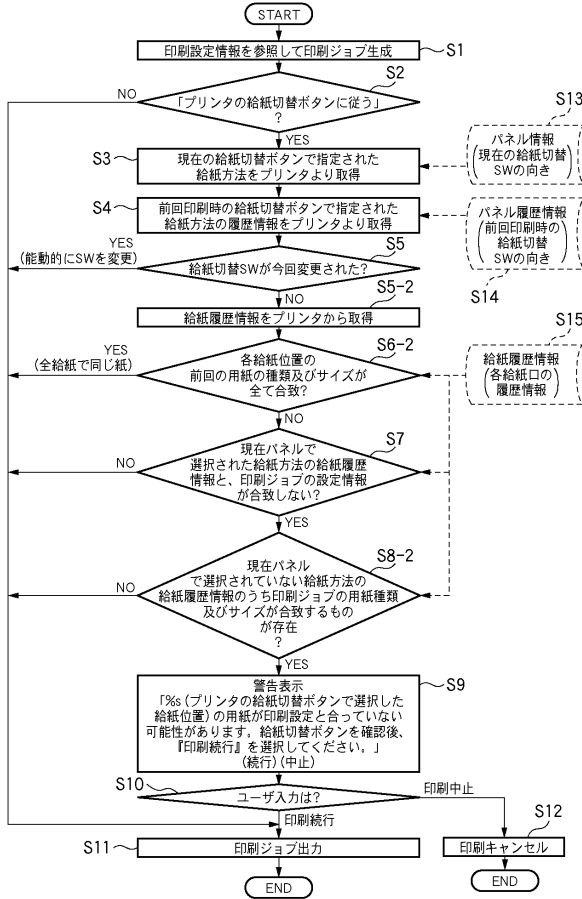 START
印刷設定情報を参照して印刷ジョブ生成
S1
S2
NO
「プリンタの給紙切替ボタンに従う」
?
YES
S13
パネル情報
(現在の給紙切替)
SWの向き
S3
現在の給紙切替ボタンで指定された
給紙方法をプリンタより取得
S4
前回印刷時の給紙切替ボタンで指定された
給紙方法の履歴情報をプリンタより取得
パネル履歴情報
(前回印刷時の
給紙切替
SWの向き)
S14
YES
(能動的にSWを変更)
S5
給紙切替SWが今回変更された?
NO
S5-2
給紙履歴情報をプリンタから取得
S15
YES
(全給紙で同じ紙)
S6-2
各給紙位置の
前回の用紙の種類及びサイズが
全て合致?
給紙履歴情報
(各給紙口の)
履歴情報
NO
S7
NO
現在パネルで
選択された給紙方法の給紙履歴
情報と、印刷ジョブの設定情報
が合致しない?
YES
S8-2
NO
現在パネル
で選択されていない給紙方法の
給紙履歴情報のうち印刷ジョブの用紙種類
及びサイズが合致するもの
が存在
?
YES
S9
警告表示
「%s(プリンタの給紙切替ボタンで選択した
給紙位置)の用紙が印刷設定と合っていない
可能性があります。給紙切替ボタンを確認後、
『印刷続行』を選択してください。」
(続行)(中止)
S10
ユーザ入力は?
印刷中止
印刷続行
S12
S11
印刷ジョブ出力
印刷キャンセル
END
END